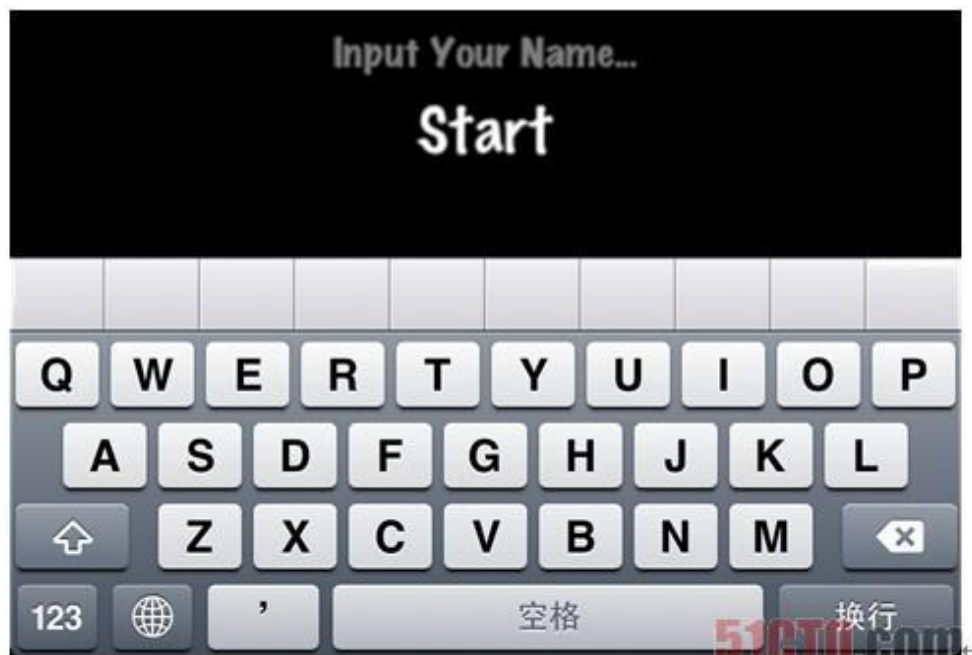 Input Your Name...
Start
Q W E R T Y U I O P
A S D F G H J K L
Z X C V B N M
123 , 空格 换行
51CTO.com